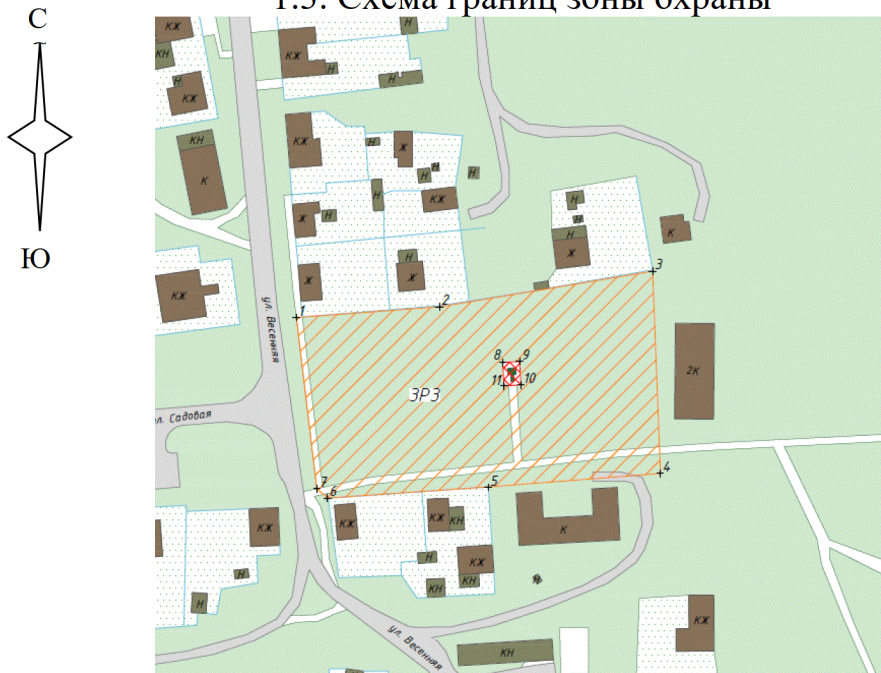 1.3. Схема границ зоны охраны
С
Ю
КЖ
КН
Н
КЖ
КЖ
Н
Н
Н
КН
К
КЖ
Н
Ж
Н
Н
Н
Н
КЖ
Ж
Н
Ж
Н
Ж
Н
Н
Н
Ж
К
3
КЖ
ул. Весенняя
1
2
8
9
11
10
2К
ЗРЗ
ул. Садовая
7
6
5
4
КЖ
КЖ
КЖ
КН
К
Н
КЖ
КН
КН
Н
Н
Н
КЖ
ул. Весенняя
КН